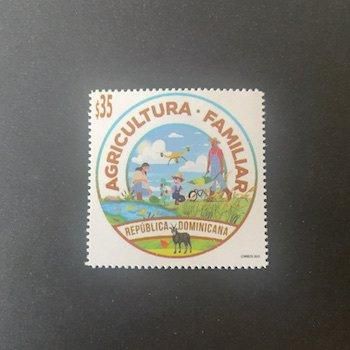 $35
AGRICULTURA · FAMILIAR
REPÚBLICA DOMINICANA